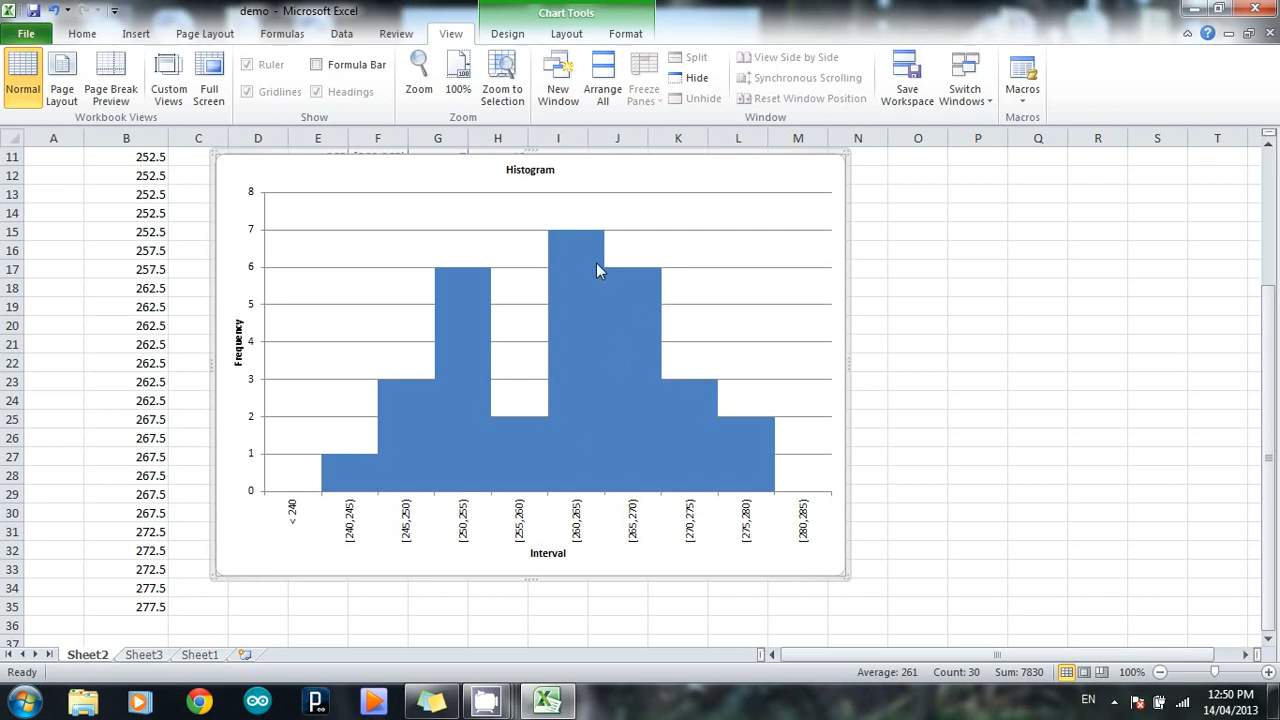 demo - Microsoft Excel
Chart Tools
File Home Insert Page Layout Formulas Data Review View Design Layout Format
Normal
Page Layout
Page Break Preview
Custom Views
Full Screen
Workbook Views
Ruler
Formula Bar
Gridlines
Headings
Show
Zoom
100%
Zoom to Selection
Zoom
New Window
Arrange All
Freeze Panes
Split
Hide
Unhide
View Side by Side
Synchronous Scrolling
Reset Window Position
Window
Save Workspace
Switch Windows
Macros
Macros
A B C D E F G H I J K L M N O P Q R S T
11 252.5
12 252.5
13 252.5
14 252.5
15 252.5
16 257.5
17 257.5
18 262.5
19 262.5
20 262.5
21 262.5
22 262.5
23 262.5
24 262.5
25 267.5
26 267.5
27 267.5
28 267.5
29 267.5
30 267.5
31 272.5
32 272.5
33 272.5
34 277.5
35 277.5
36
37
Histogram
8
7
6
5
4
3
2
1
0
Frequency
< 240
[240,245)
[245,250)
[250,255)
[255,260)
[260,265)
[265,270)
[270,275)
[275,280)
[280,285)
Interval
Sheet2 Sheet3 Sheet1
Ready
Average: 261 Count: 30 Sum: 7830
100%
EN
12:50 PM
14/04/2013